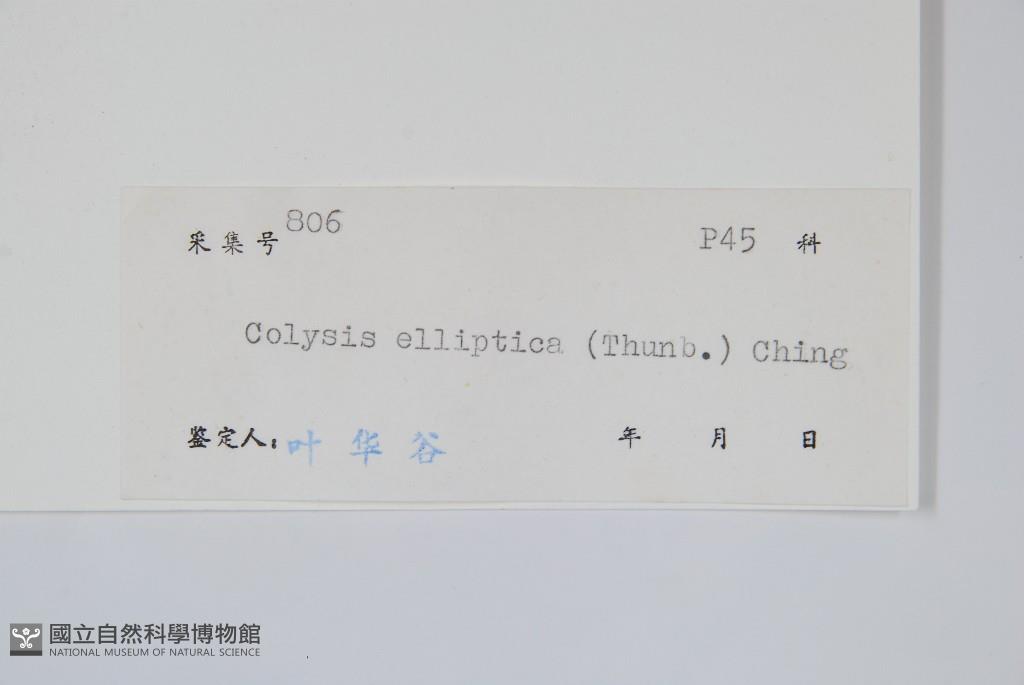 采集号 806 P45 科
Colysis elliptica (Thunb.) Ching
鉴定人: 叶华谷 年 月 日
國立自然科學博物館
NATIONAL MUSEUM OF NATURAL SCIENCE